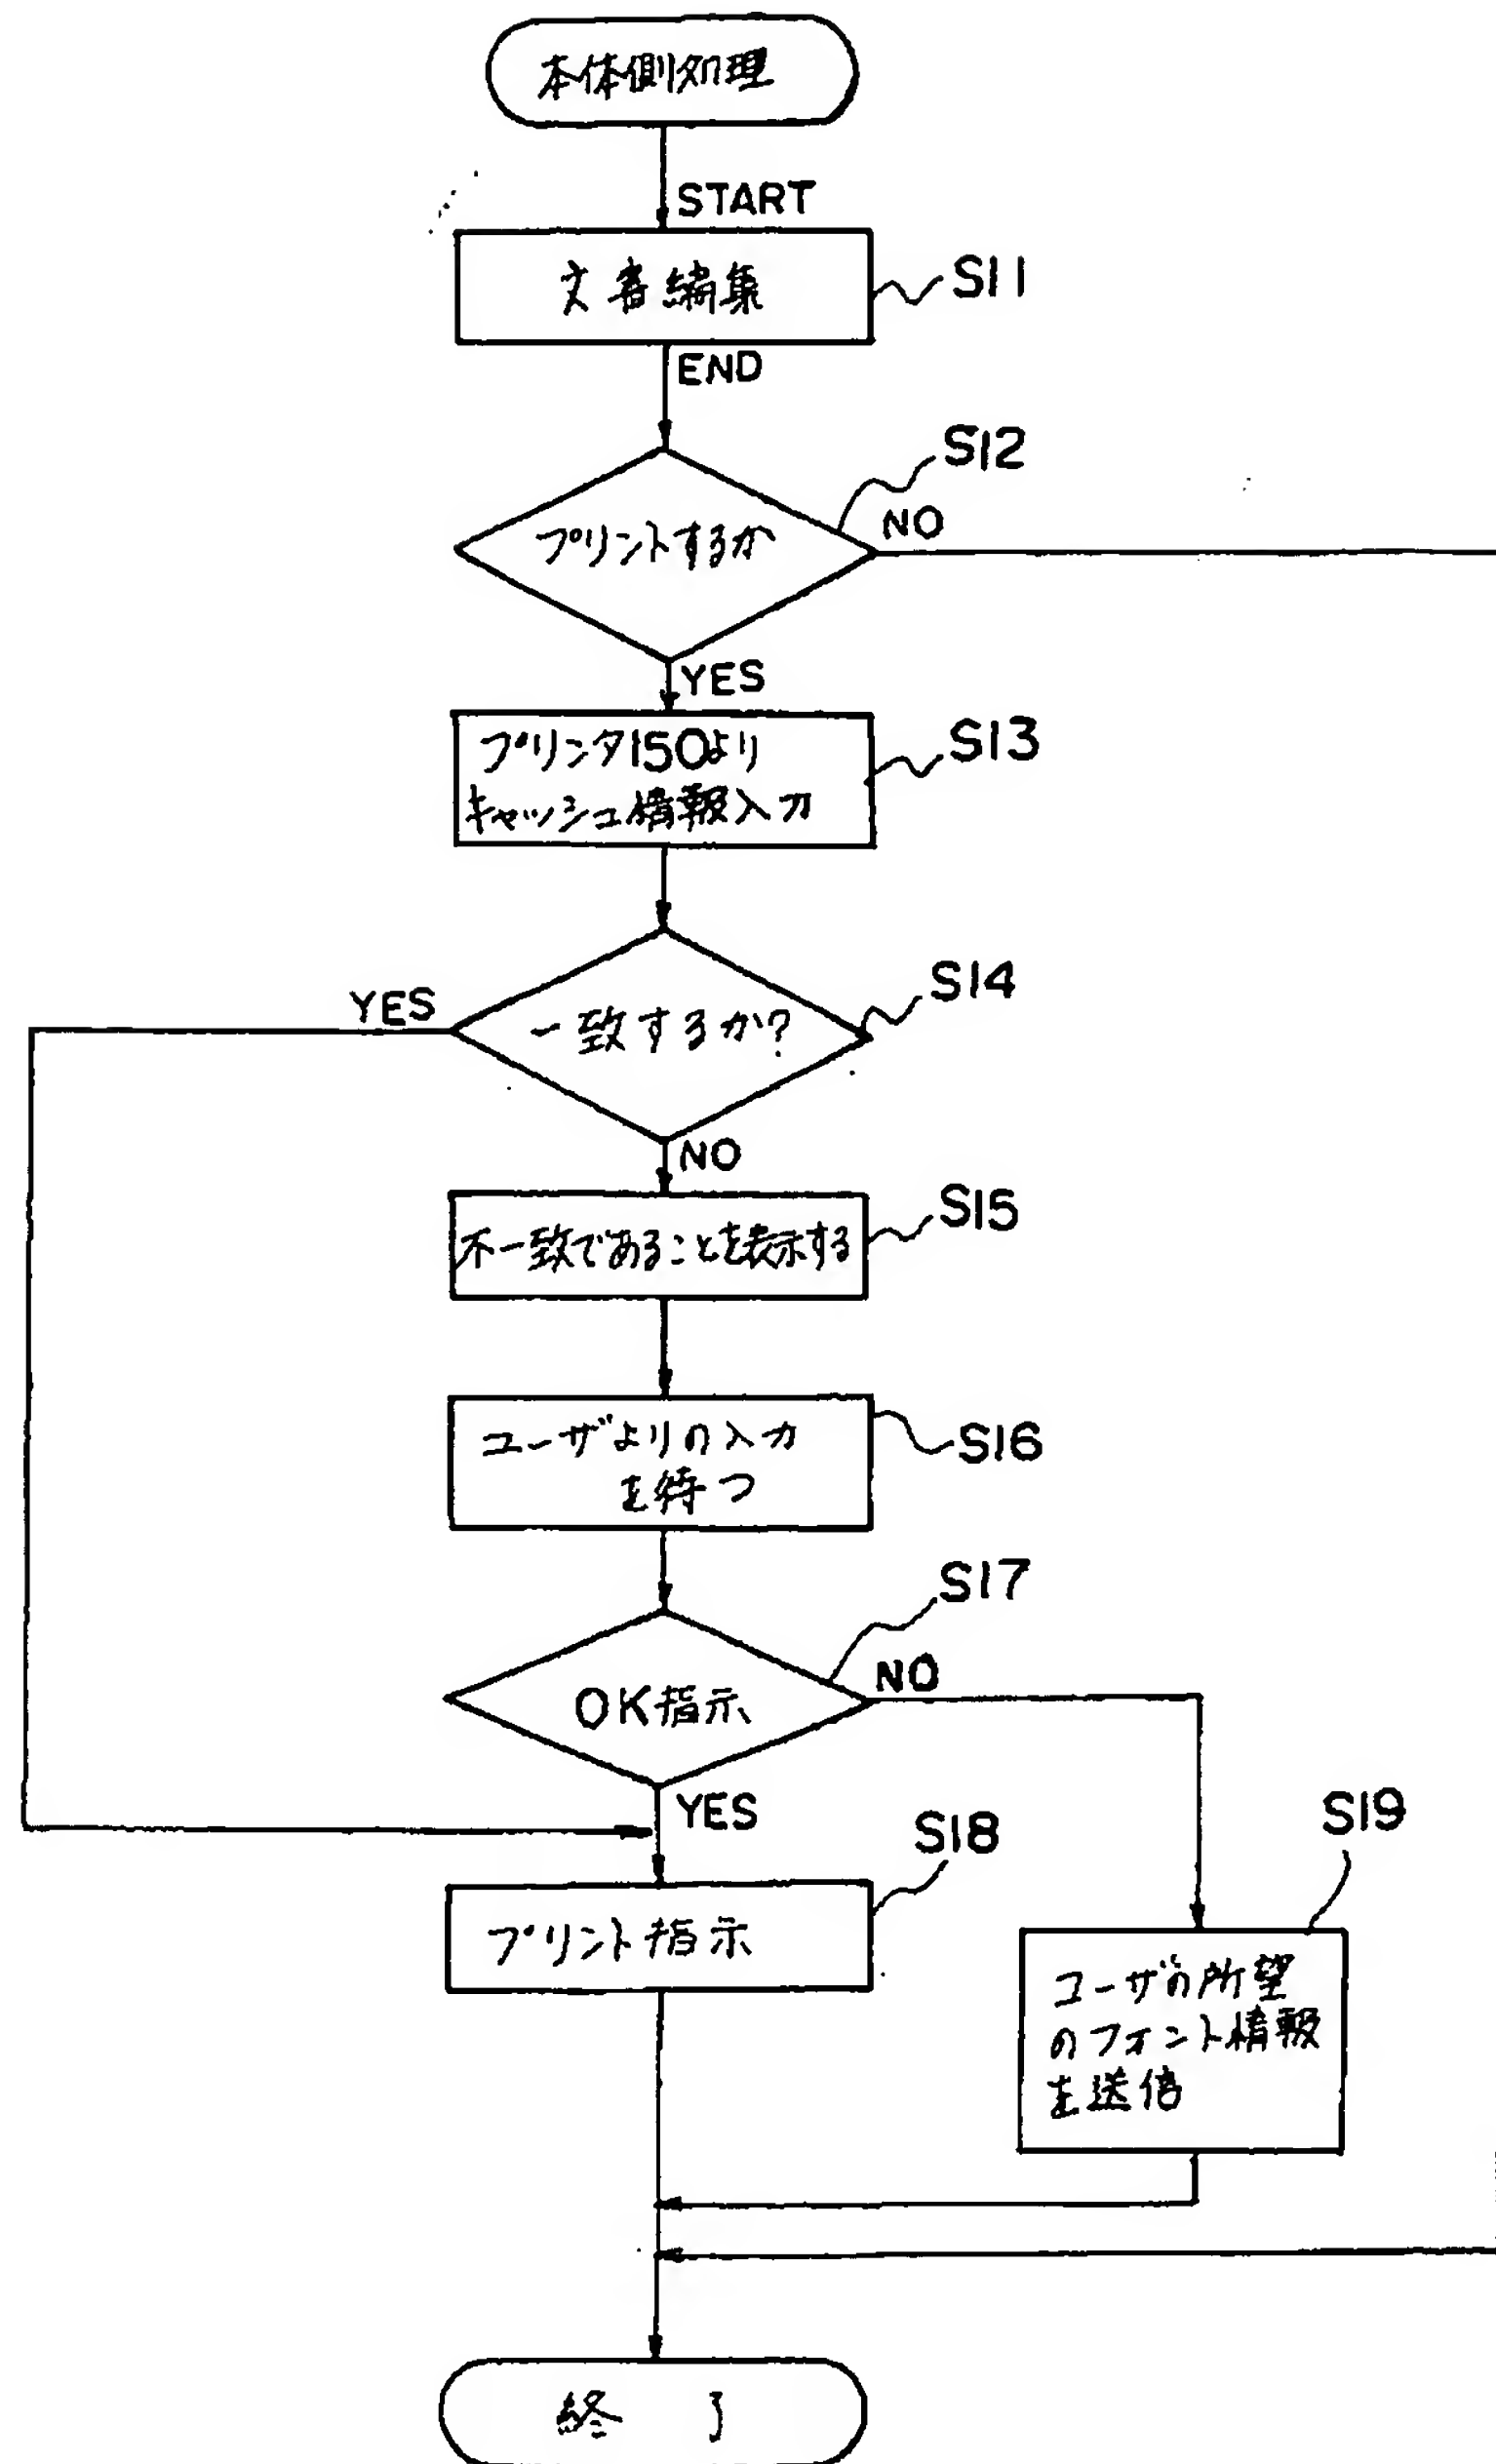 本体側処理
START
文書編集
S11
END
S12
プリントするか
NO
YES
プリンタ150より
キャッシュ情報入力
S13
S14
YES
一致するか?
NO
S15
不一致であることを表示する
ユーザよりの入力
を待つ
S16
S17
OK指示
NO
YES
S18
プリント指示
S19
ユーザの所望
のフォント情報
を送信
終 了